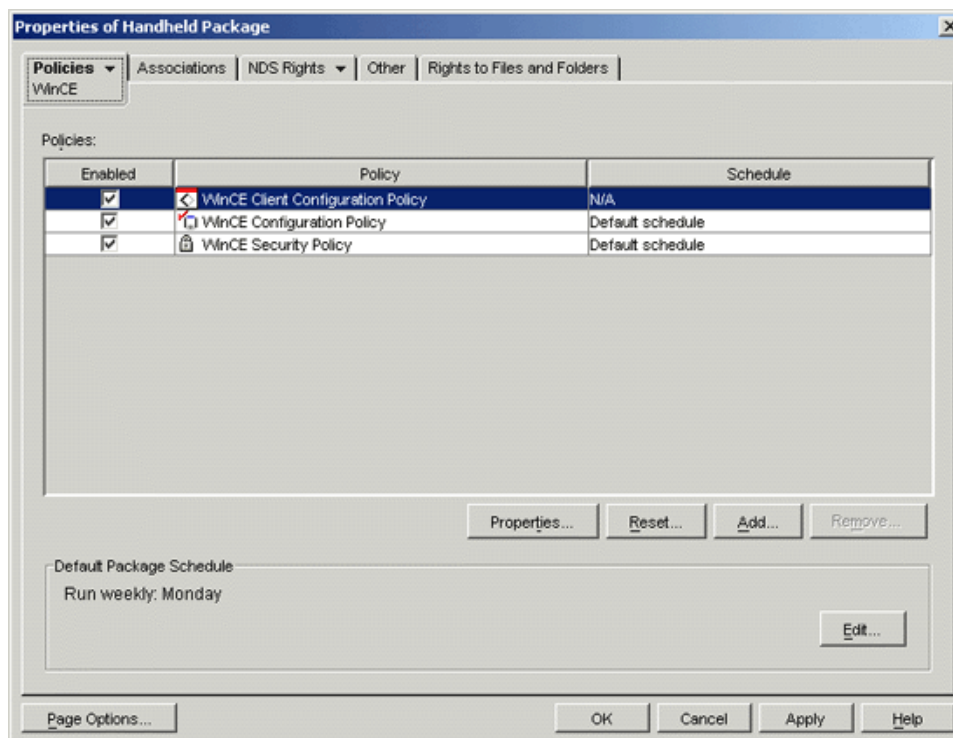 Properties of Handheld Package
Policies Associations NDS Rights Other Rights to Files and Folders
WinCE
Policies:
Enabled Policy Schedule
WinCE Client Configuration Policy N/A
WinCE Configuration Policy Default schedule
WinCE Security Policy Default schedule
Properties... Reset... Add... Remove...
Default Package Schedule
Run weekly: Monday
Edit...
Page Options... OK Cancel Apply Help